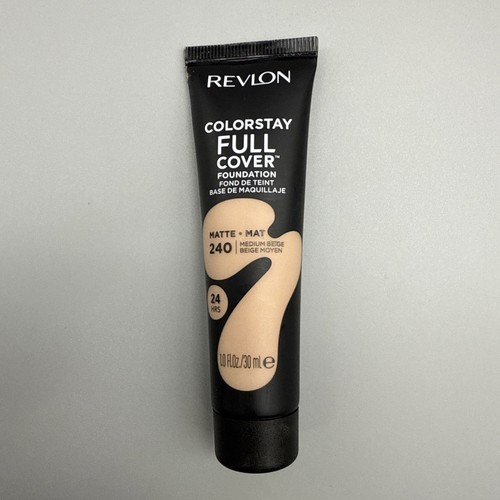 REVLON
COLORSTAY
FULL
COVER™
FOUNDATION
FOND DE TEINT
BASE DE MAQUILLAJE
MATTE • MAT
240 | MEDIUM BEIGE
BEIGE MOYEN
24
HRS
1.0 Fl.Oz./30 mL ℮